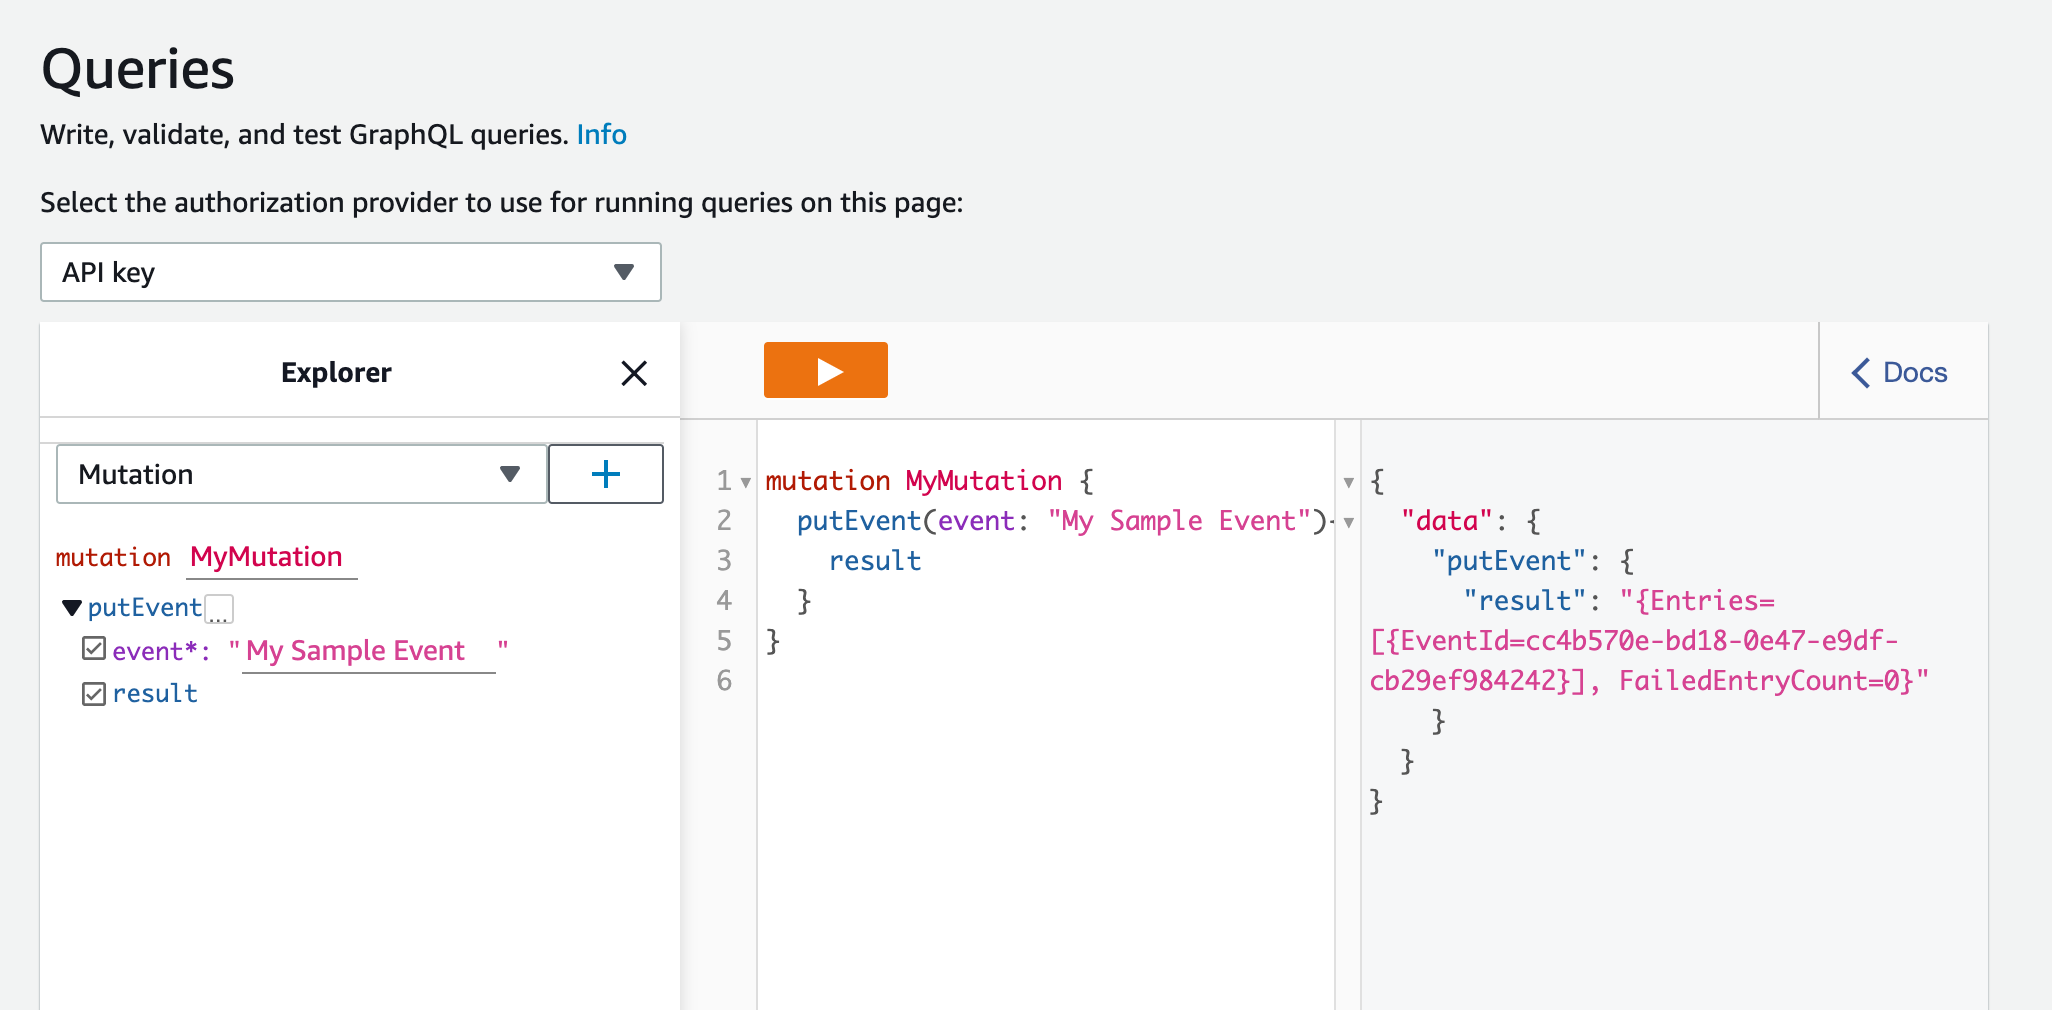 Queries
Write, validate, and test GraphQL queries. Info
Select the authorization provider to use for running queries on this page:
API key
Explorer
Mutation
mutation MyMutation
putEvent...
event*: "My Sample Event"
result
Docs
1 mutation MyMutation {
2 putEvent(event: "My Sample Event"){
3 result
4 }
5 }
6
{
"data": {
"putEvent": {
"result": "{Entries=
[{EventId=cc4b570e-bd18-0e47-e9df-
cb29ef984242}], FailedEntryCount=0}"
}
}
}